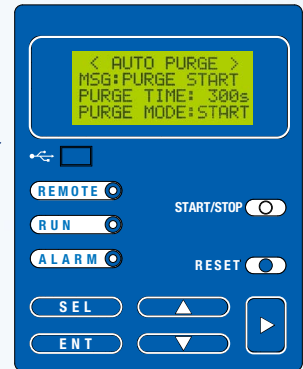 < AUTO PURGE >
MSG:PURGE START
PURGE TIME: 300s
PURGE MODE:START
REMOTE
START/STOP
RUN
ALARM
RESET
SEL
ENT